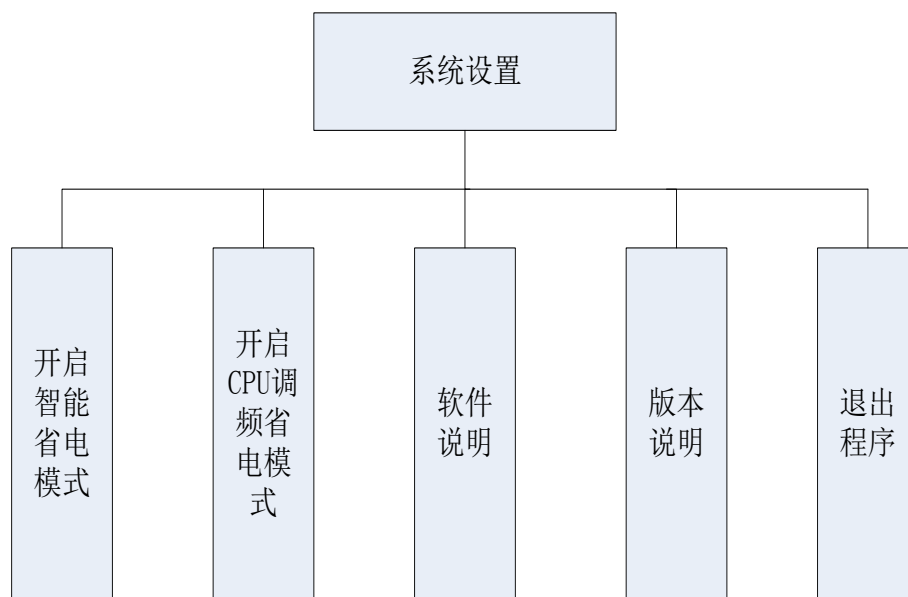 系统设置
开启
智能
省电
模式
开启
CPU调
频省
电模
式
软件
说明
版本
说明
退出
程序